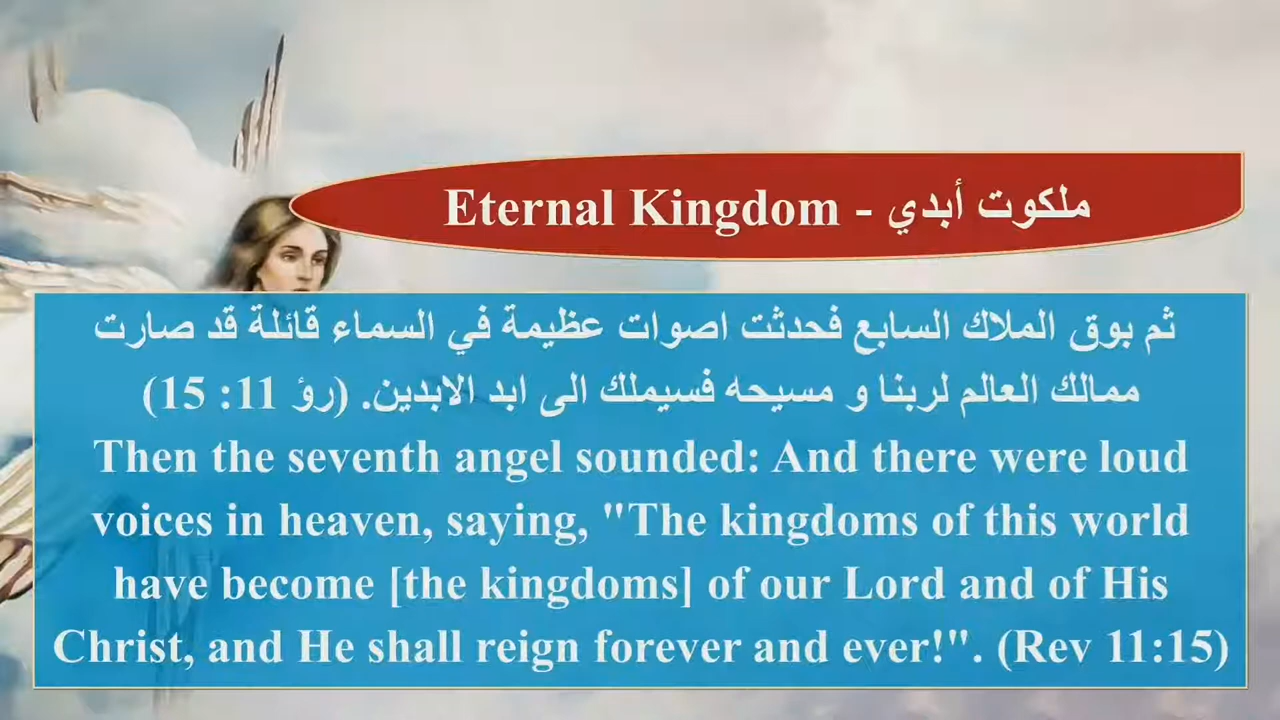 Eternal Kingdom - ملكوت أبدي
ثم بوق الملاك السابع فحدثت اصوات عظيمة في السماء قائلة قد صارت
ممالك العالم لربنا و مسيحه فسيملك الى ابد الابدين. (رؤ 11: 15)
Then the seventh angel sounded: And there were loud
voices in heaven, saying, "The kingdoms of this world
have become [the kingdoms] of our Lord and of His
Christ, and He shall reign forever and ever!". (Rev 11:15)